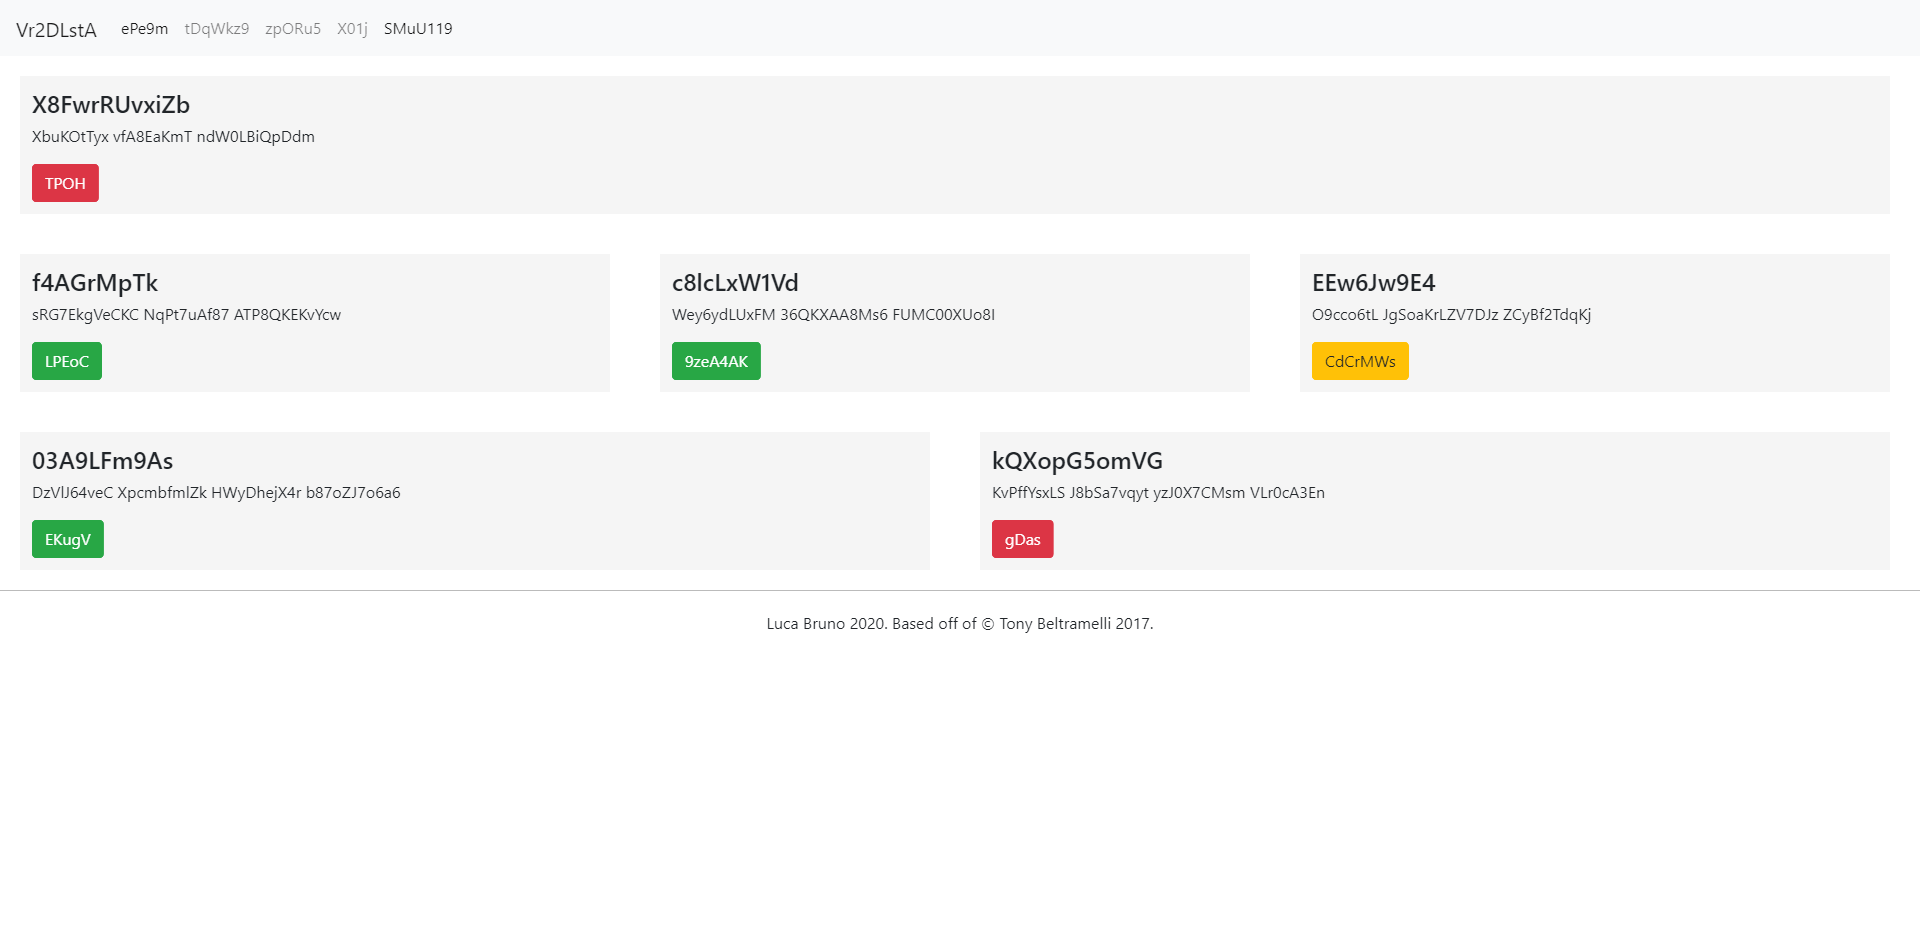 Vr2DLstA ePe9m tDqWkz9 zpORu5 X01j SMuU119
X8FwrRUvxiZb
XbuKOtTyx vfA8EaKmT ndW0LBiQpDdm
TPOH
f4AGrMpTk
sRG7EkgVeCKC NqPt7uAf87 ATP8QKEKvYcw
LPEoC
c8lcLxW1Vd
Wey6ydLUxFM 36QKXAA8Ms6 FUMC00XUo8I
9zeA4AK
EEw6Jw9E4
O9cco6tL JgSoaKrLZV7DJz ZCyBf2TdqKj
CdCrMWs
03A9LFm9As
DzVlJ64veC XpcmbfmlZk HWyDhejX4r b87oZJ7o6a6
EKugV
kQXopG5omVG
KvPffYsxLS J8bSa7vqyt yzJ0X7CMsm VLr0cA3En
gDas
Luca Bruno 2020. Based off of © Tony Beltramelli 2017.